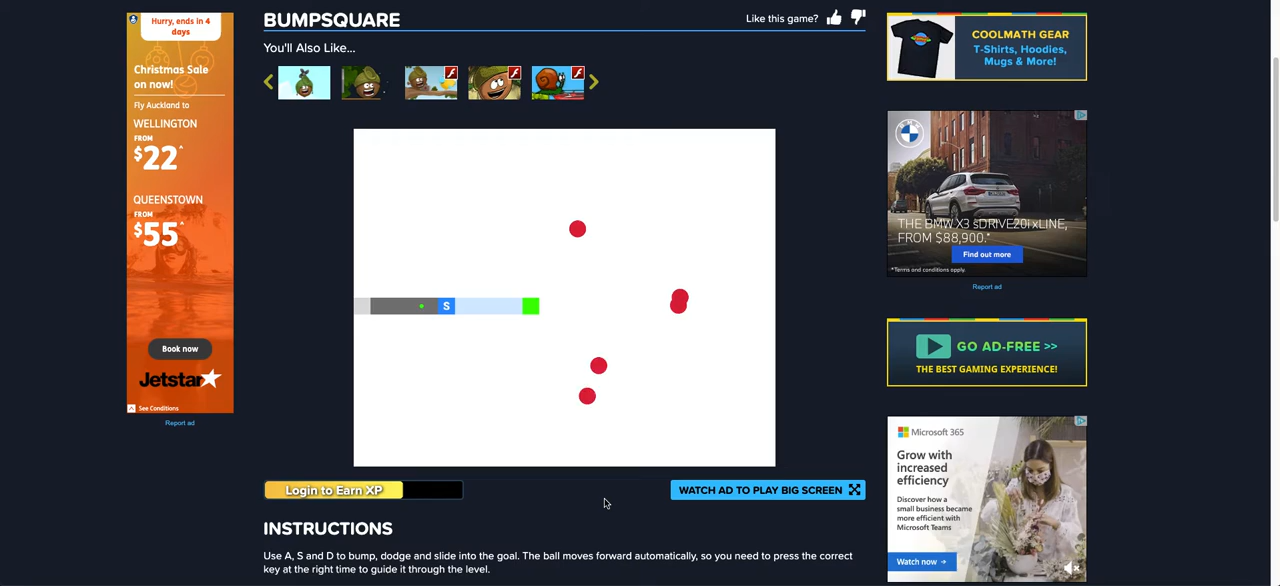 Hurry, ends in 4
days
Christmas Sale
on now!
Fly Auckland to
WELLINGTON
FROM
$22^
QUEENSTOWN
FROM
$55^
Book now
Jetstar
See Conditions
Report ad
BUMPSQUARE
Like this game?
You'll Also Like...
S
Login to Earn XP
WATCH AD TO PLAY BIG SCREEN
INSTRUCTIONS
Use A, S and D to bump, dodge and slide into the goal. The ball moves forward automatically, so you need to press the correct
key at the right time to guide it through the level.
COOLMATH GEAR
T-Shirts, Hoodies,
Mugs & More!
BMW
THE BMW X3 sDRIVE20i xLINE,
FROM $88,900.*
Find out more
*Terms and conditions apply.
Report ad
GO AD-FREE >>
THE BEST GAMING EXPERIENCE!
Microsoft 365
Grow with
increased
efficiency
Discover how a
small business became
more efficient with
Microsoft Teams
Watch now →